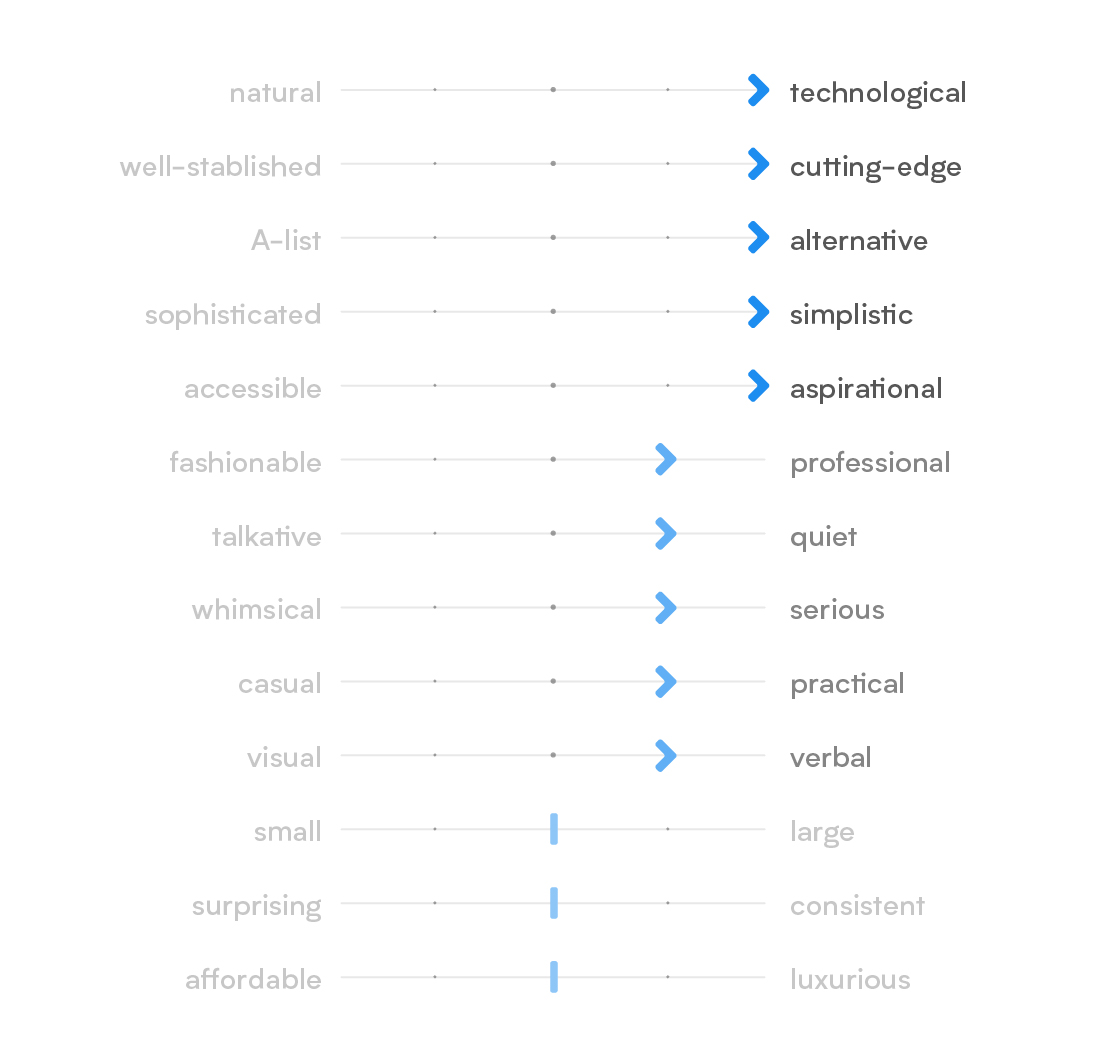 natural technological
well-stablished cutting-edge
A-list alternative
sophisticated simplistic
accessible aspirational
fashionable professional
talkative quiet
whimsical serious
casual practical
visual verbal
small large
surprising consistent
affordable luxurious